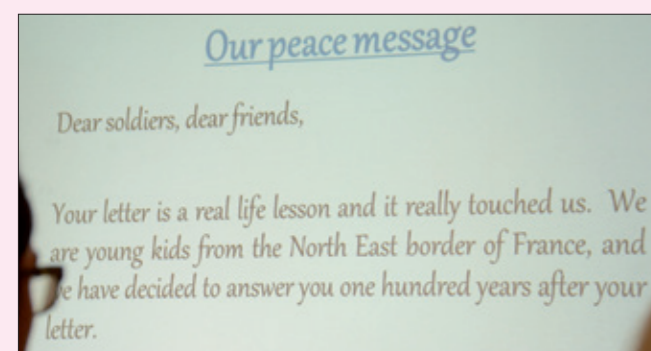 Our peace message
Dear soldiers, dear friends,
Your letter is a real life lesson and it really touched us. We
are young kids from the North East border of France, and
we have decided to answer you one hundred years after your
letter.